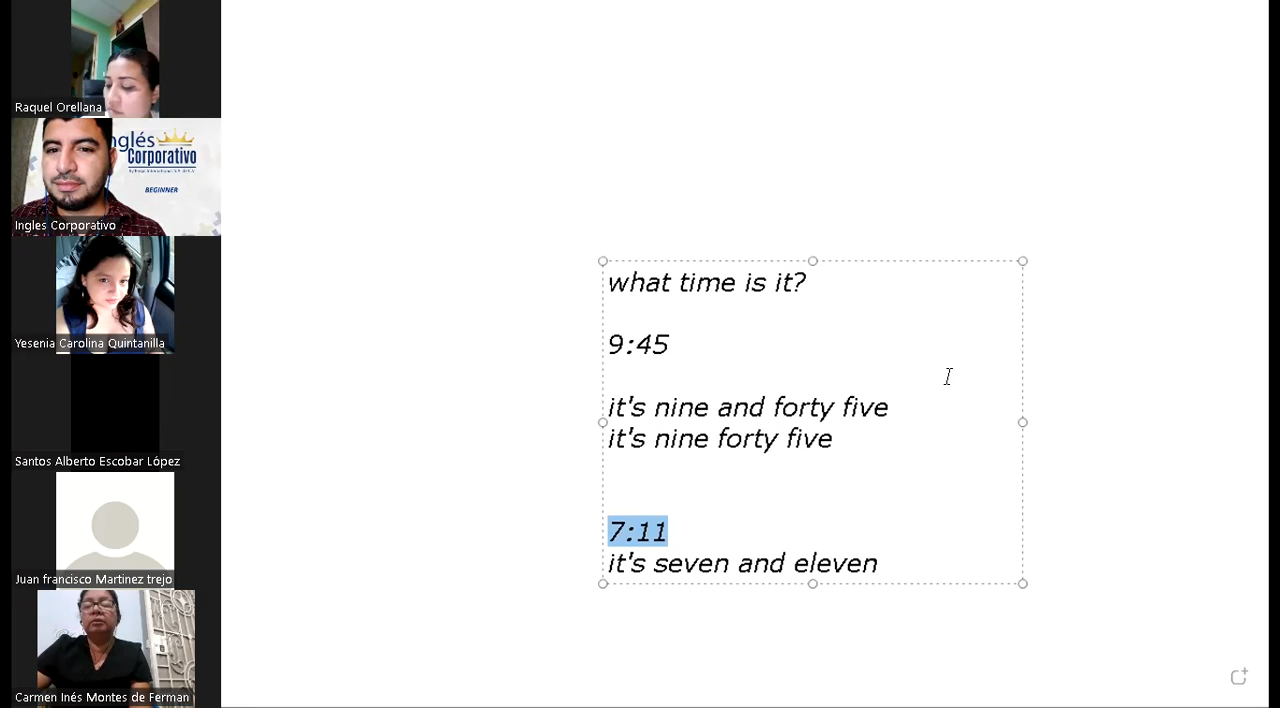 Raquel Orellana
nglés
Corporativo
BEGINNER
Ingles Corporativo
Yesenia Carolina Quintanilla
Santos Alberto Escobar López
Juan francisco Martinez trejo
Carmen Inés Montes de Ferman
what time is it?
9:45
it's nine and forty five
it's nine forty five
7:11
it's seven and eleven